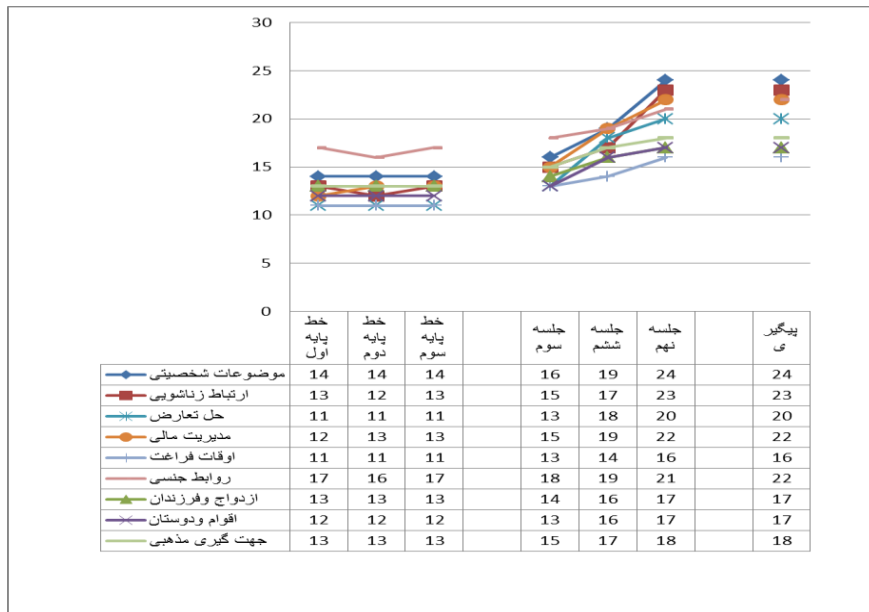 30
25
20
15
10
5
0
خط پایه اول
خط پایه دوم
خط پایه سوم
جلسه سوم
جلسه ششم
جلسه نهم
پیگیر ی
موضوعات شخصیتی 14 14 14 16 19 24 24
ارتباط زناشویی 13 12 13 15 17 23 23
حل تعارض 11 11 11 13 18 20 20
مدیریت مالی 12 13 13 15 19 22 22
اوقات فراغت 11 11 11 13 14 16 16
روابط جنسی 17 16 17 18 19 21 22
ازدواج وفرزندان 13 13 13 14 16 17 17
اقوام ودوستان 12 12 12 13 16 17 17
جهت گیری مذهبی 13 13 13 15 17 18 18